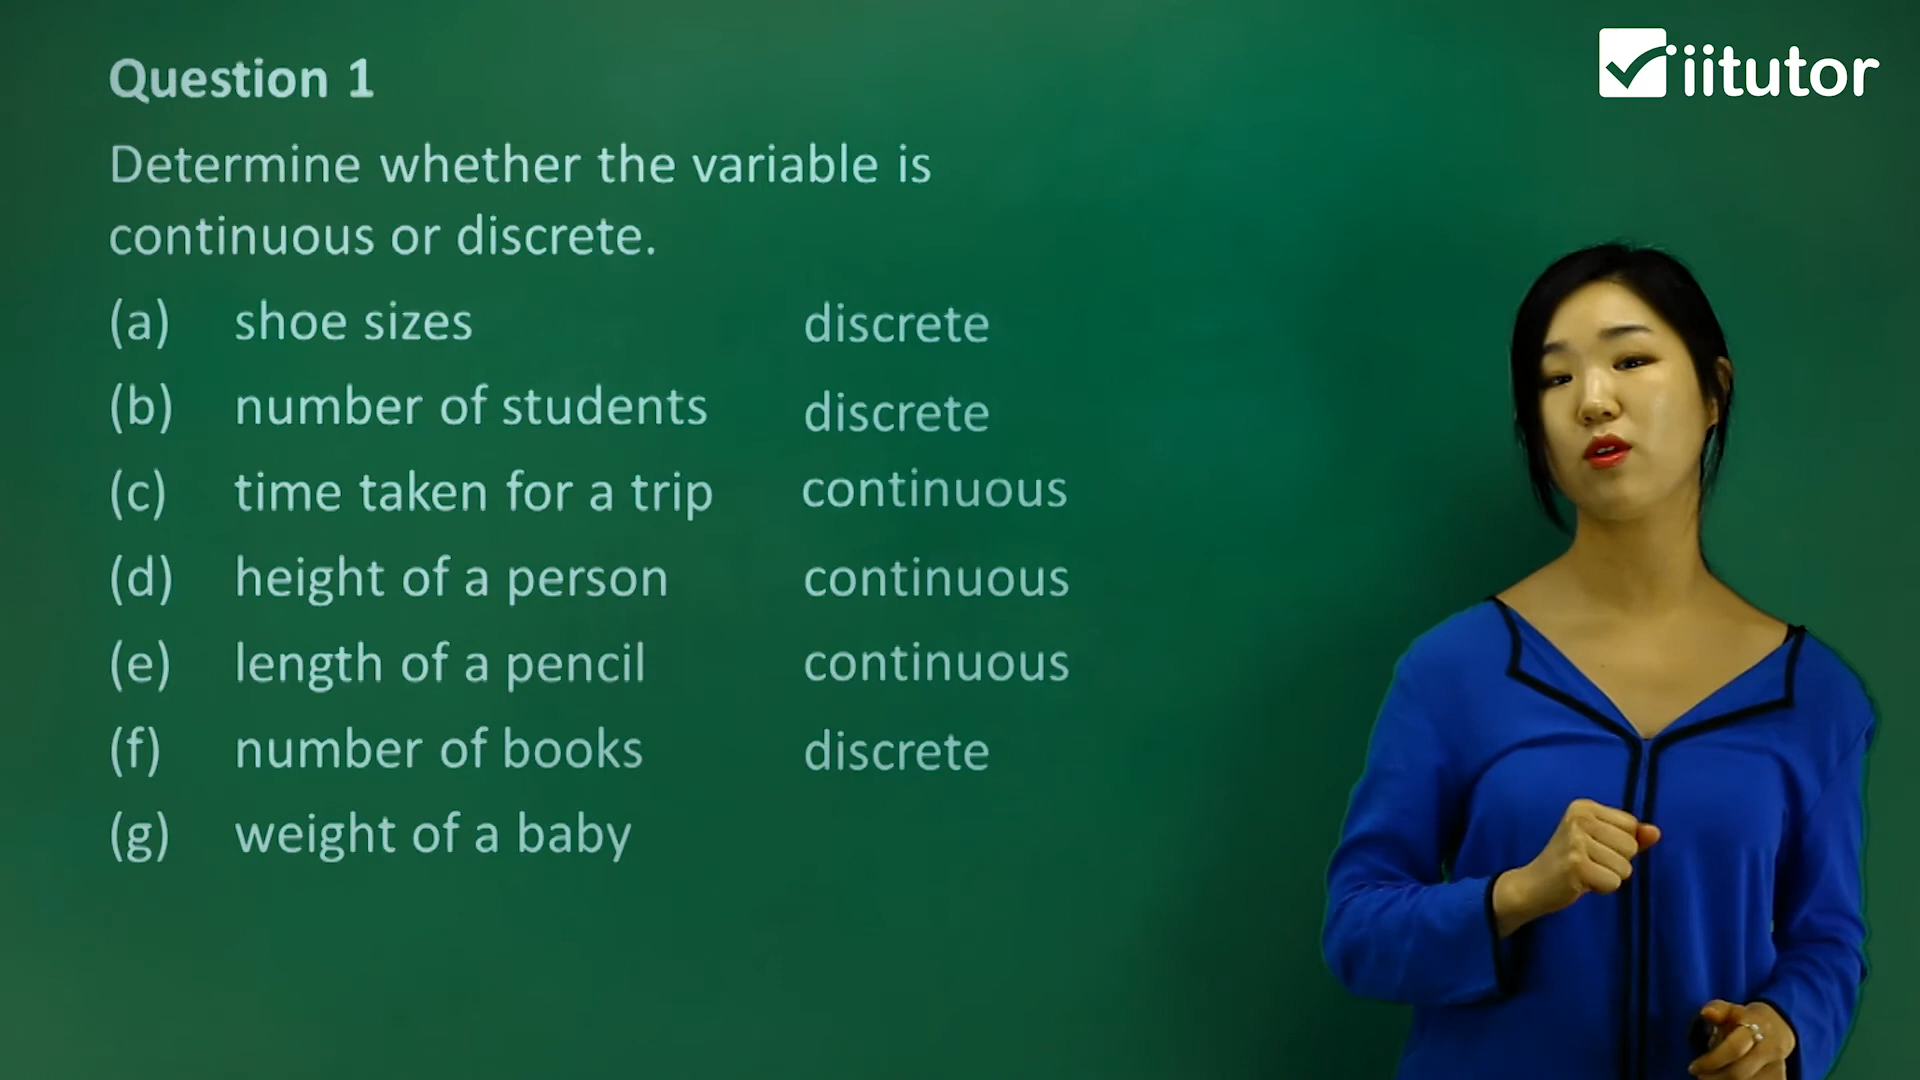 iitutor
Question 1
Determine whether the variable is
continuous or discrete.
(a) shoe sizes discrete
(b) number of students discrete
(c) time taken for a trip continuous
(d) height of a person continuous
(e) length of a pencil continuous
(f) number of books discrete
(g) weight of a baby